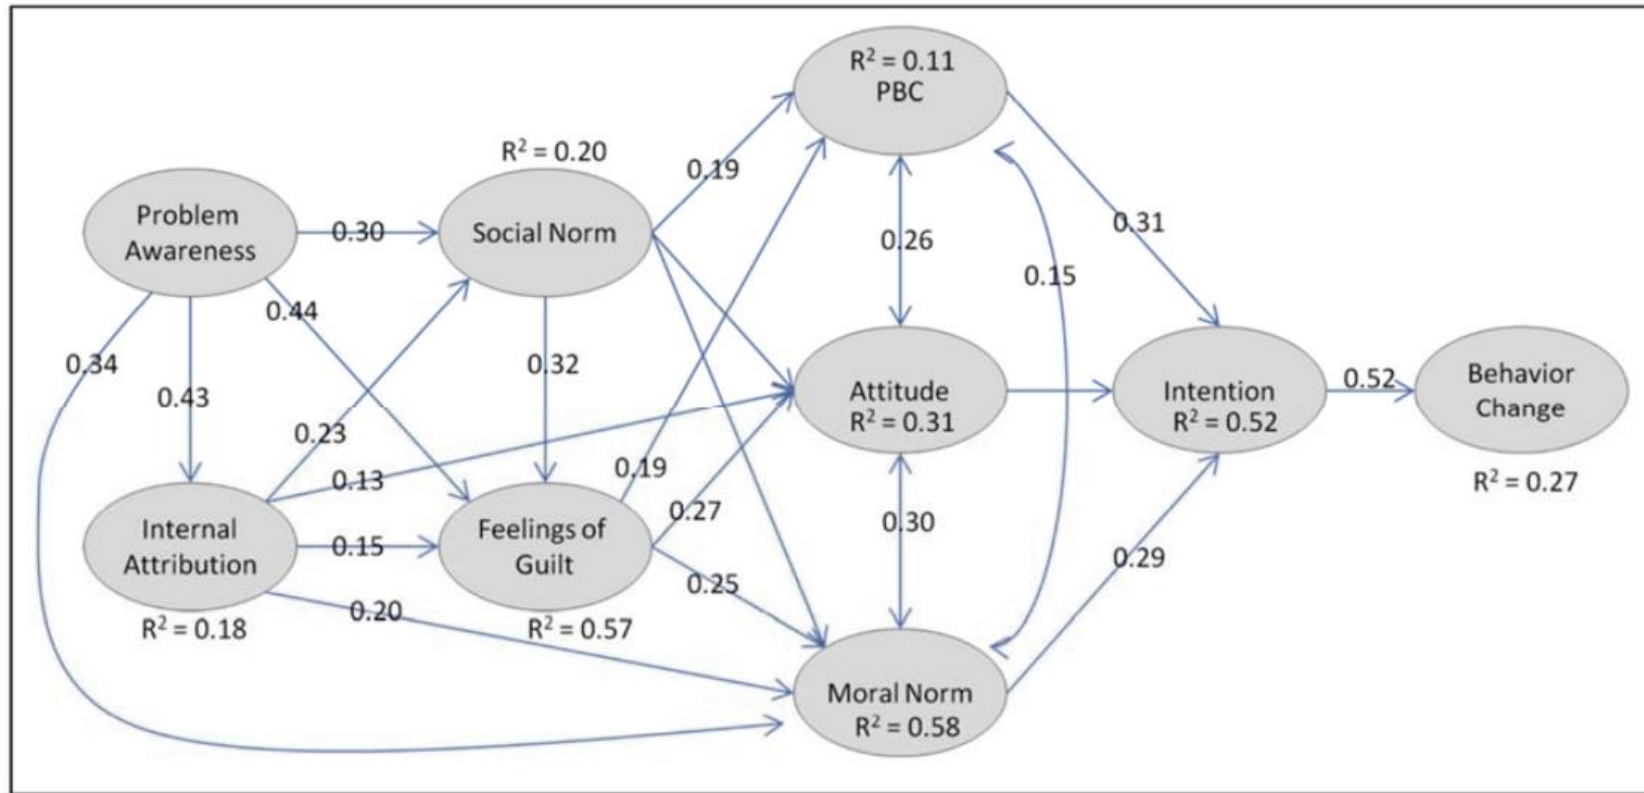 R² = 0.11
PBC
R² = 0.20
0.19
Problem
Awareness
0.30
Social Norm
0.31
0.26
0.15
0.44
0.34
0.32
0.43
Attitude
R² = 0.31
Intention
R² = 0.52
0.52
Behavior
Change
R² = 0.27
0.23
0.13
0.19
0.27
0.30
Internal
Attribution
R² = 0.18
0.15
Feelings of
Guilt
R² = 0.57
0.25
0.29
0.20
Moral Norm
R² = 0.58